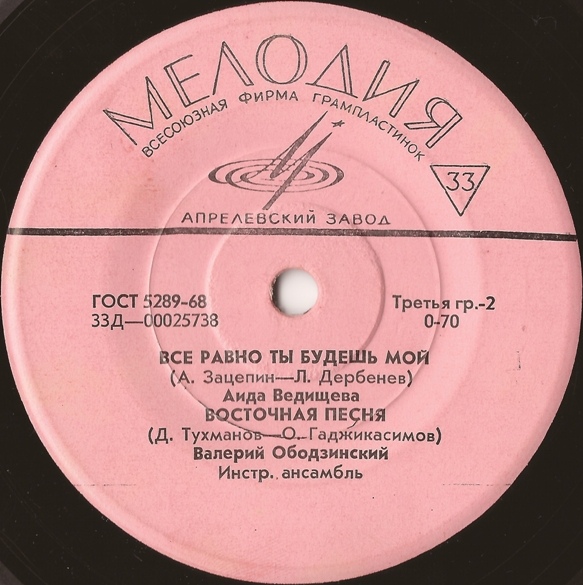 МЕЛОДИЯ
ВСЕСОЮЗНАЯ ФИРМА ГРАМПЛАСТИНОК
33
АПРЕЛЕВСКИЙ ЗАВОД
ГОСТ 5289-68 Третья гр.-2
33Д—00025738 0-70
ВСЕ РАВНО ТЫ БУДЕШЬ МОЙ
(А. Зацепин—Л. Дербенев)
Аида Ведищева
ВОСТОЧНАЯ ПЕСНЯ
(Д. Тухманов—О. Гаджикасимов)
Валерий Ободзинский
Инстр. ансамбль